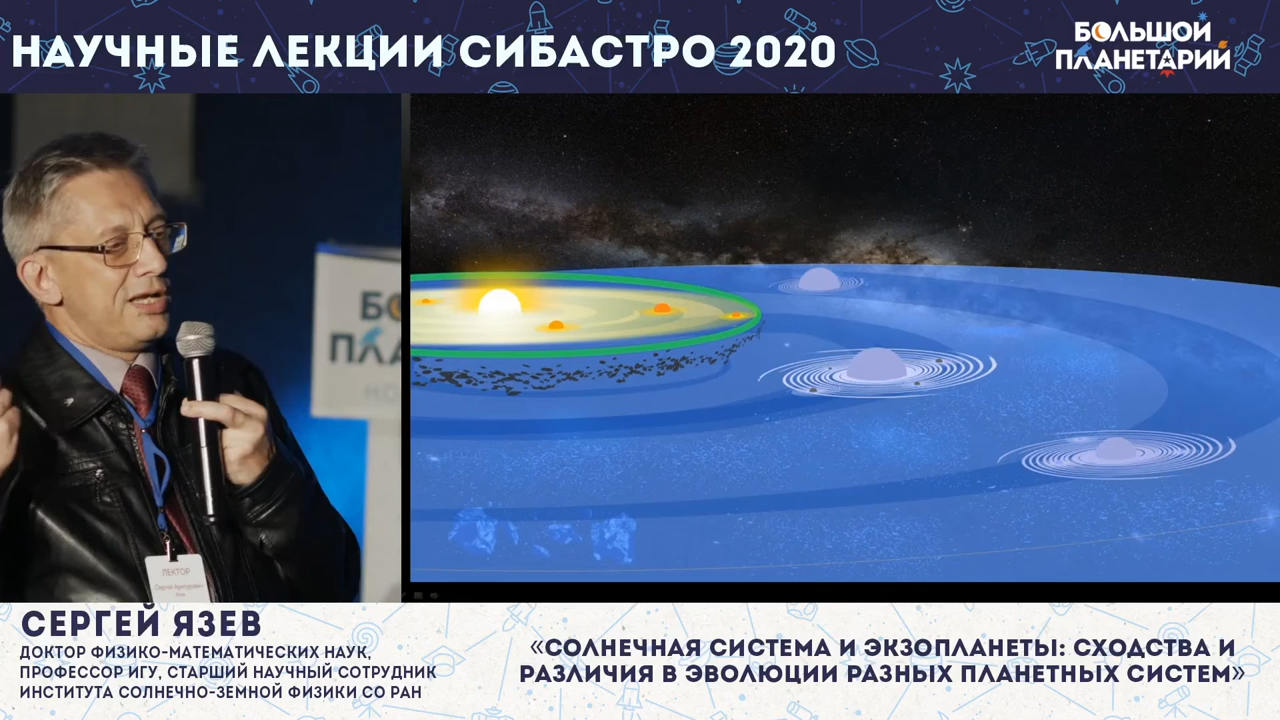 НАУЧНЫЕ ЛЕКЦИИ СИБАСТРО 2020
БОЛЬШОЙ
ПЛАНЕТАРИЙ
ЛЕКТОР
СЕРГЕЙ ЯЗЕВ
ДОКТОР ФИЗИКО-МАТЕМАТИЧЕСКИХ НАУК,
ПРОФЕССОР ИГУ, СТАРШИЙ НАУЧНЫЙ СОТРУДНИК
ИНСТИТУТА СОЛНЕЧНО-ЗЕМНОЙ ФИЗИКИ СО РАН
«СОЛНЕЧНАЯ СИСТЕМА И ЭКЗОПЛАНЕТЫ: СХОДСТВА И
РАЗЛИЧИЯ В ЭВОЛЮЦИИ РАЗНЫХ ПЛАНЕТНЫХ СИСТЕМ»